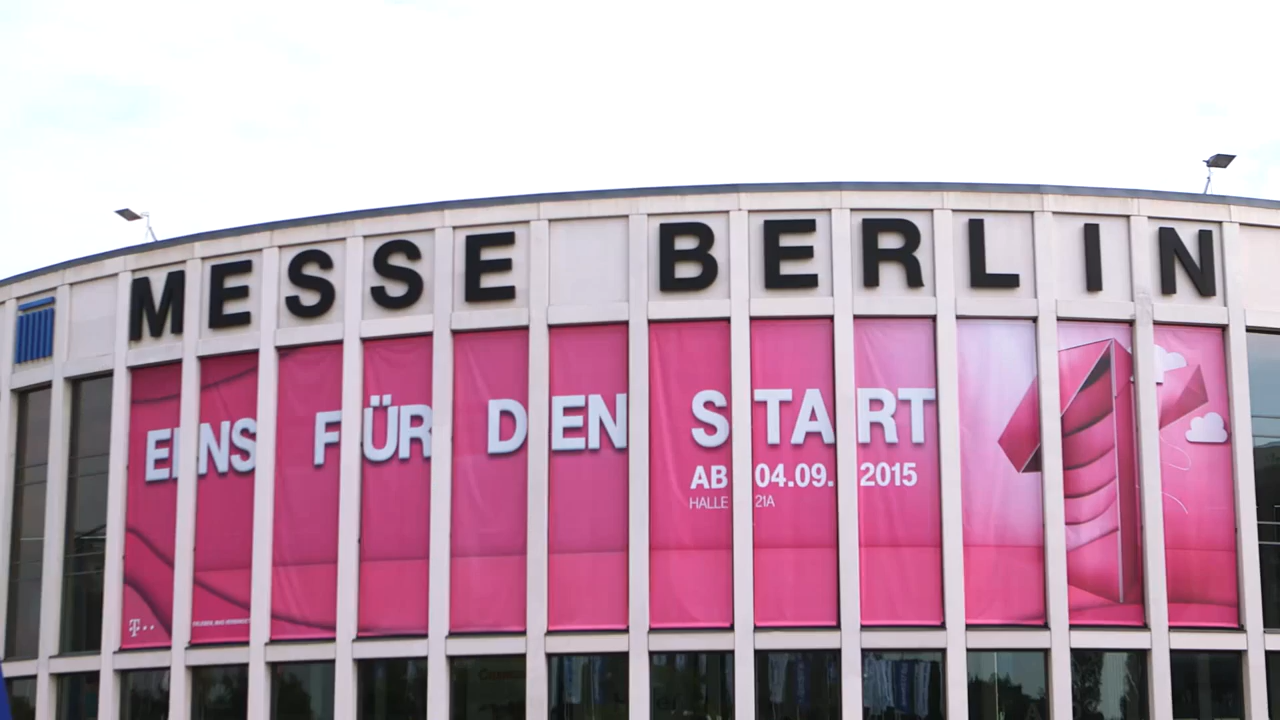 MESSE BERLIN
EINS FÜR DEN START
AB 04.09. 2015
HALLE 21A
T··